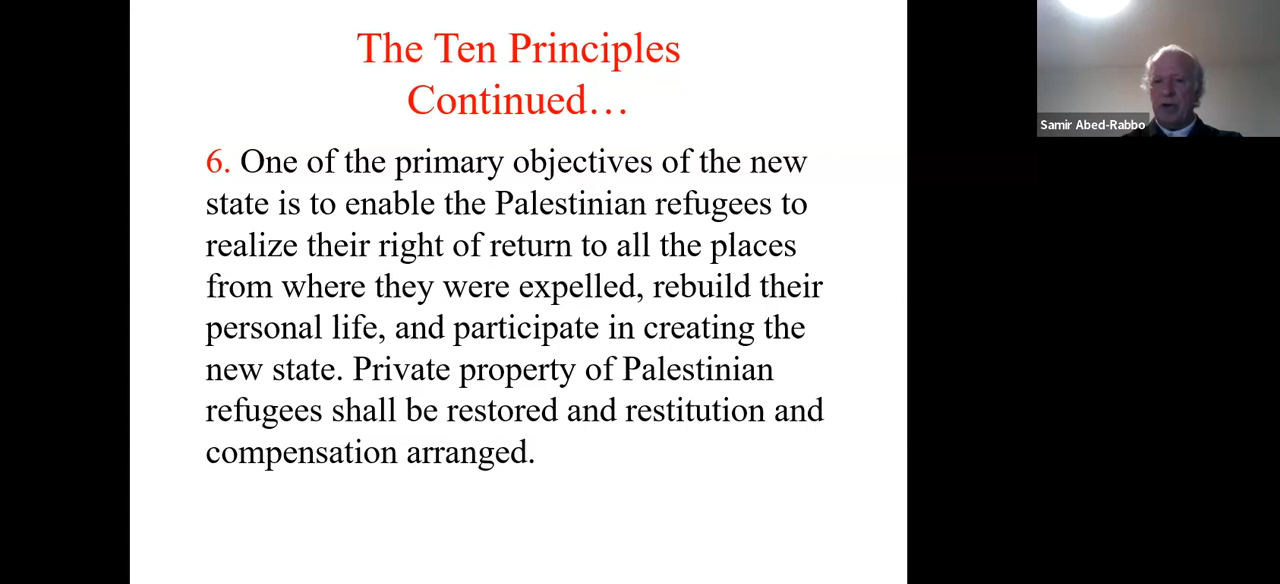 The Ten Principles
Continued…
6. One of the primary objectives of the new
state is to enable the Palestinian refugees to
realize their right of return to all the places
from where they were expelled, rebuild their
personal life, and participate in creating the
new state. Private property of Palestinian
refugees shall be restored and restitution and
compensation arranged.
Samir Abed-Rabbo